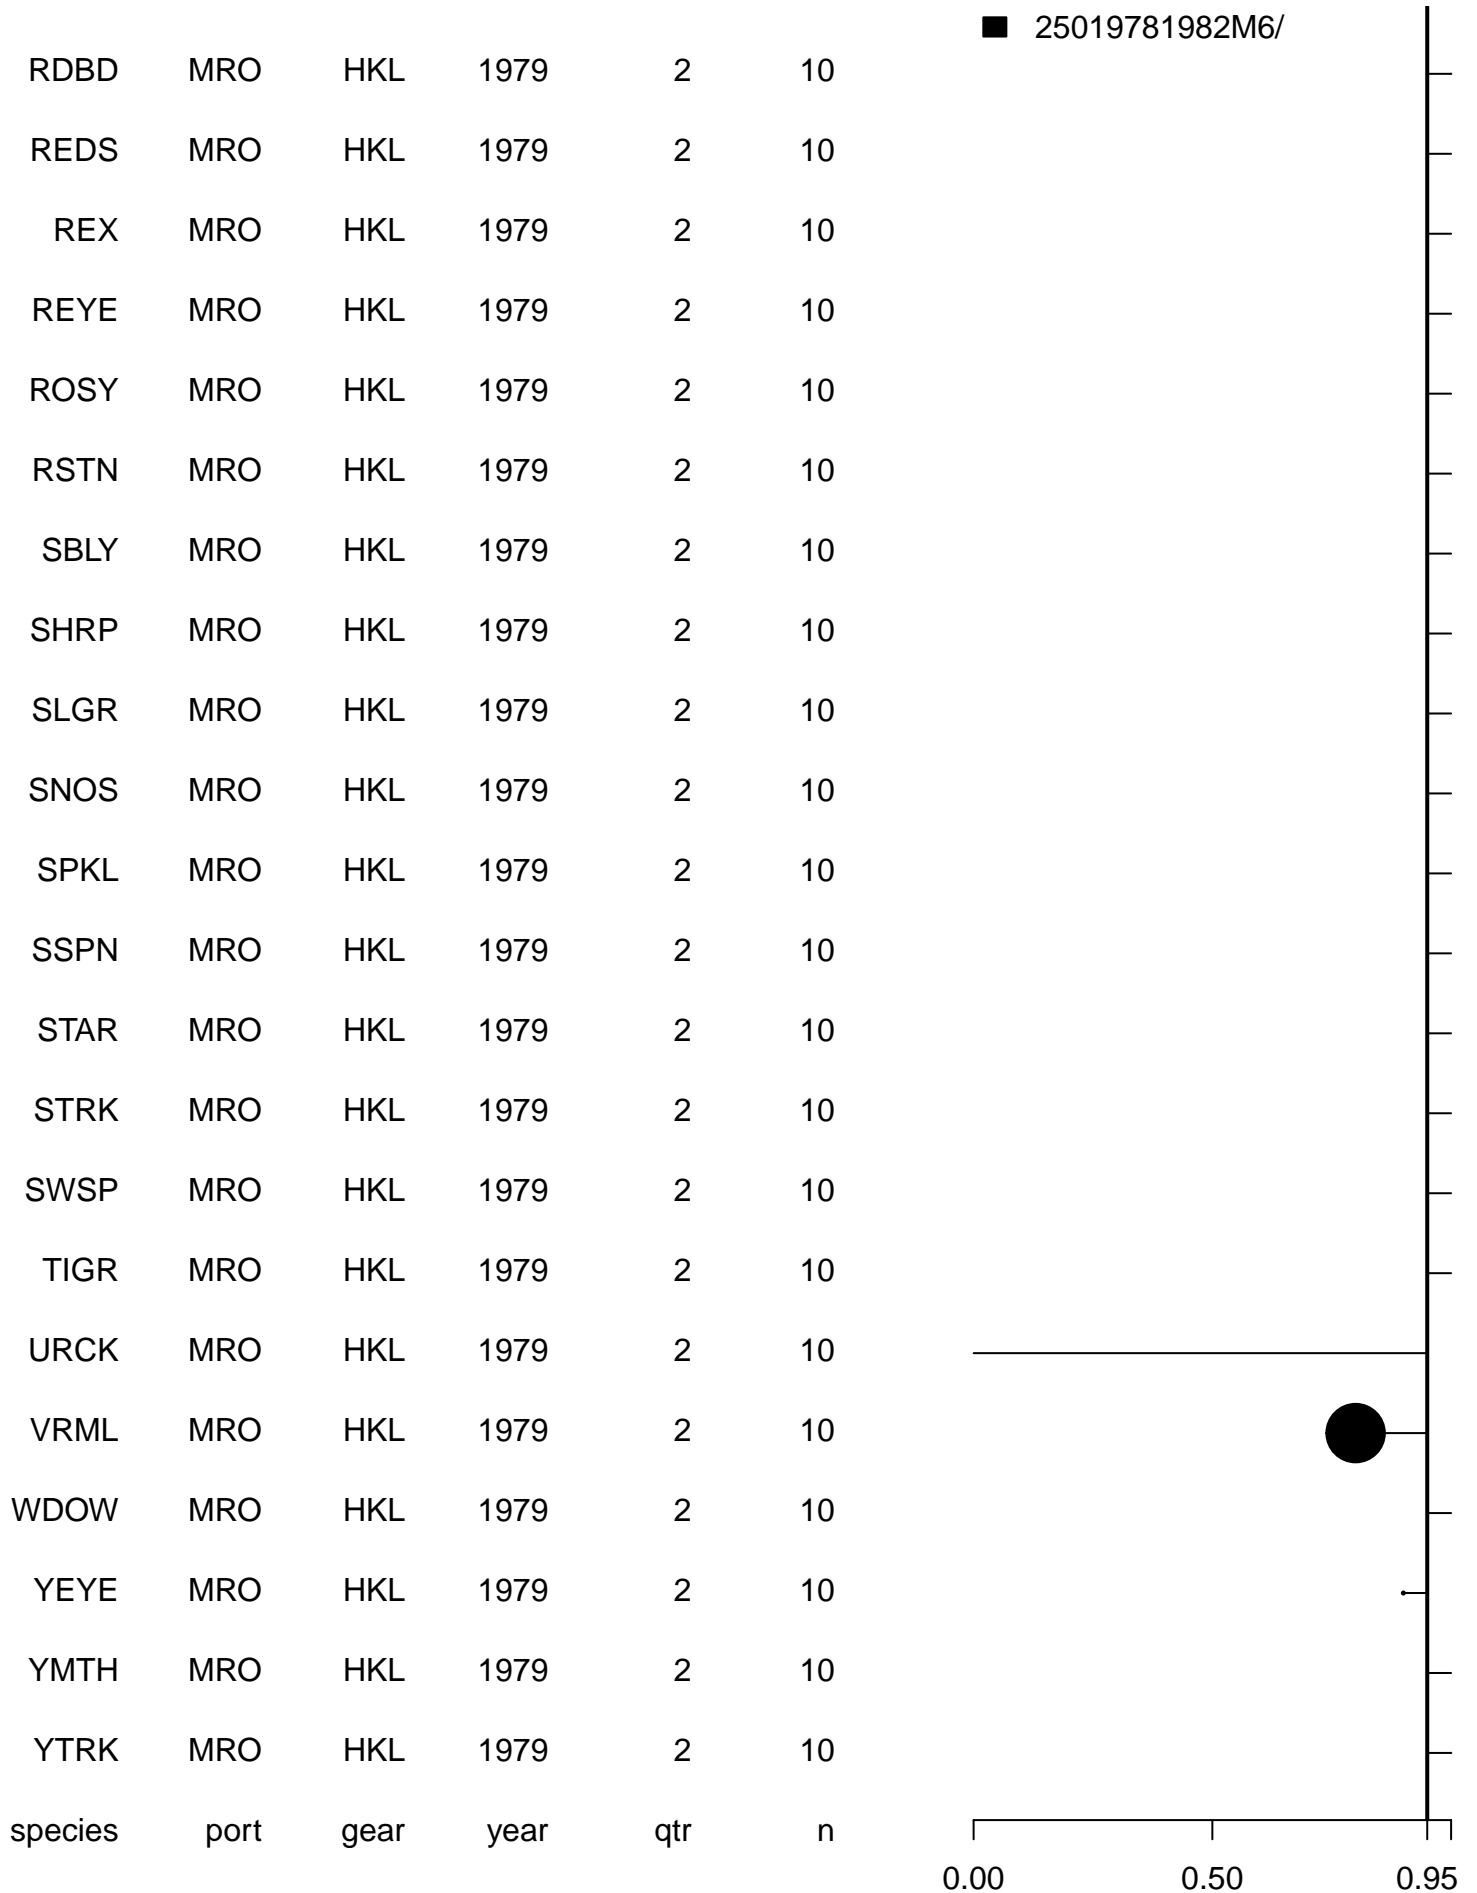 25019781982M6/
RDBD MRO HKL 1979 2 10
REDS MRO HKL 1979 2 10
REX MRO HKL 1979 2 10
REYE MRO HKL 1979 2 10
ROSY MRO HKL 1979 2 10
RSTN MRO HKL 1979 2 10
SBLY MRO HKL 1979 2 10
SHRP MRO HKL 1979 2 10
SLGR MRO HKL 1979 2 10
SNOS MRO HKL 1979 2 10
SPKL MRO HKL 1979 2 10
SSPN MRO HKL 1979 2 10
STAR MRO HKL 1979 2 10
STRK MRO HKL 1979 2 10
SWSP MRO HKL 1979 2 10
TIGR MRO HKL 1979 2 10
URCK MRO HKL 1979 2 10
VRML MRO HKL 1979 2 10
WDOW MRO HKL 1979 2 10
YEYE MRO HKL 1979 2 10
YMTH MRO HKL 1979 2 10
YTRK MRO HKL 1979 2 10
species port gear year qtr n
0.00 0.50 0.95